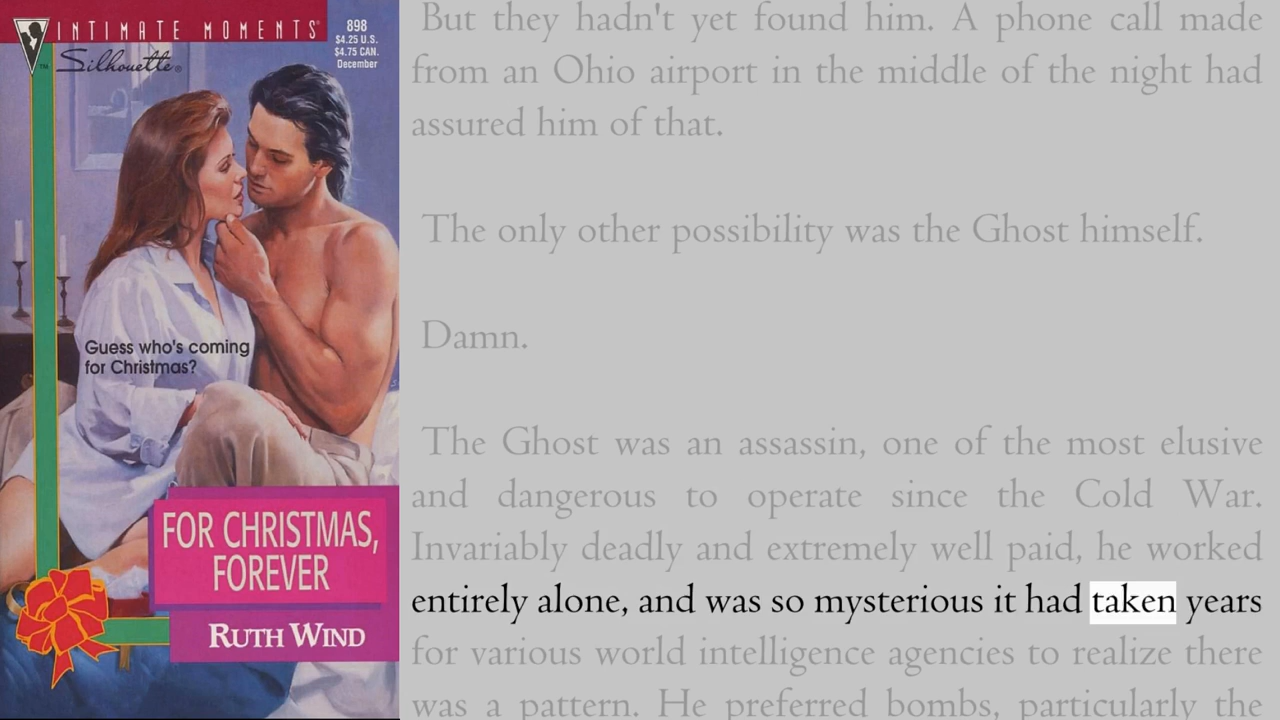 INTIMATE MOMENTS®
898
$4.25 U.S.
$4.75 CAN.
December
™
Silhouette®
Guess who's coming
for Christmas?
FOR CHRISTMAS,
FOREVER
RUTH WIND
But they hadn't yet found him. A phone call made
from an Ohio airport in the middle of the night had
assured him of that.
The only other possibility was the Ghost himself.
Damn.
The Ghost was an assassin, one of the most elusive
and dangerous to operate since the Cold War.
Invariably deadly and extremely well paid, he worked
entirely alone, and was so mysterious it had taken years
for various world intelligence agencies to realize there
was a pattern. He preferred bombs, particularly the